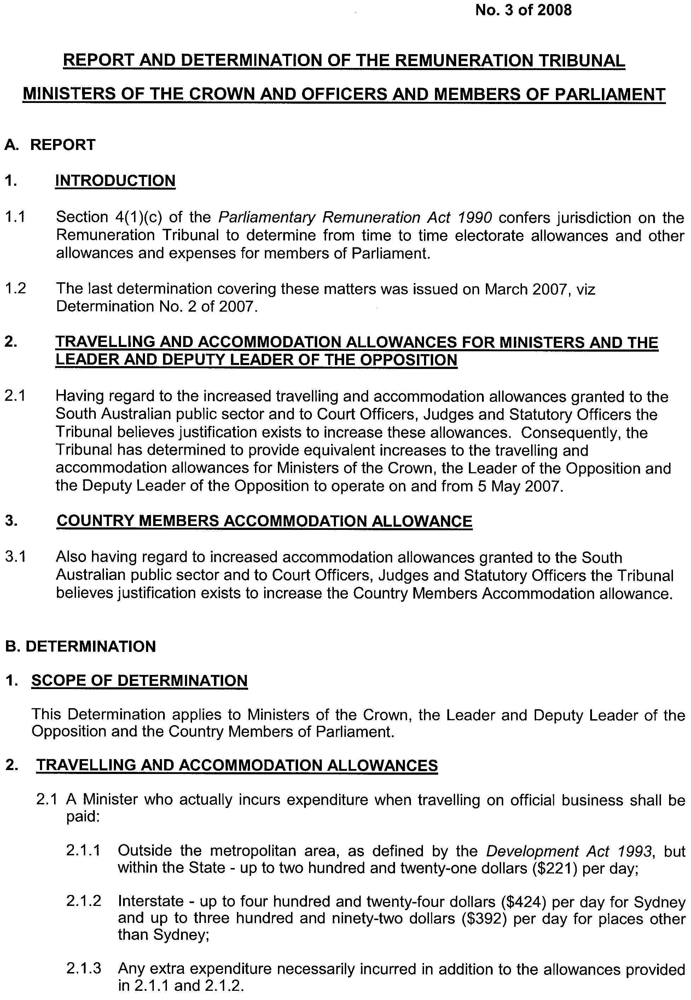 No. 3 of 2008
REPORT AND DETERMINATION OF THE REMUNERATION TRIBUNAL
MINISTERS OF THE CROWN AND OFFICERS AND MEMBERS OF PARLIAMENT
A. REPORT
1. INTRODUCTION
1.1 Section 4(1)(c) of the Parliamentary Remuneration Act 1990 confers jurisdiction on the
Remuneration Tribunal to determine from time to time electorate allowances and other
allowances and expenses for members of Parliament.
1.2 The last determination covering these matters was issued on March 2007, viz
Determination No. 2 of 2007.
2. TRAVELLING AND ACCOMMODATION ALLOWANCES FOR MINISTERS AND THE
LEADER AND DEPUTY LEADER OF THE OPPOSITION
2.1 Having regard to the increased travelling and accommodation allowances granted to the
South Australian public sector and to Court Officers, Judges and Statutory Officers the
Tribunal believes justification exists to increase these allowances. Consequently, the
Tribunal has determined to provide equivalent increases to the travelling and
accommodation allowances for Ministers of the Crown, the Leader of the Opposition and
the Deputy Leader of the Opposition to operate on and from 5 May 2007.
3. COUNTRY MEMBERS ACCOMMODATION ALLOWANCE
3.1 Also having regard to increased accommodation allowances granted to the South
Australian public sector and to Court Officers, Judges and Statutory Officers the Tribunal
believes justification exists to increase the Country Members Accommodation allowance.
B. DETERMINATION
1. SCOPE OF DETERMINATION
This Determination applies to Ministers of the Crown, the Leader and Deputy Leader of the
Opposition and the Country Members of Parliament.
2. TRAVELLING AND ACCOMMODATION ALLOWANCES
2.1 A Minister who actually incurs expenditure when travelling on official business shall be
paid:
2.1.1 Outside the metropolitan area, as defined by the Development Act 1993, but
within the State - up to two hundred and twenty-one dollars ($221) per day;
2.1.2 Interstate - up to four hundred and twenty-four dollars ($424) per day for Sydney
and up to three hundred and ninety-two dollars ($392) per day for places other
than Sydney;
2.1.3 Any extra expenditure necessarily incurred in addition to the allowances provided
in 2.1.1 and 2.1.2.